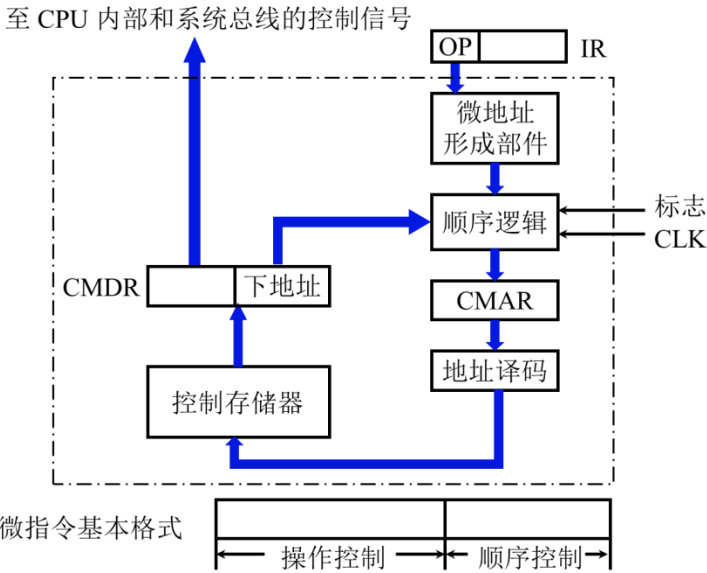 至 CPU 内部和系统总线的控制信号
OP
IR
微地址
形成部件
顺序逻辑
标志
CLK
CMDR
下地址
CMAR
地址译码
控制存储器
微指令基本格式
操作控制
顺序控制